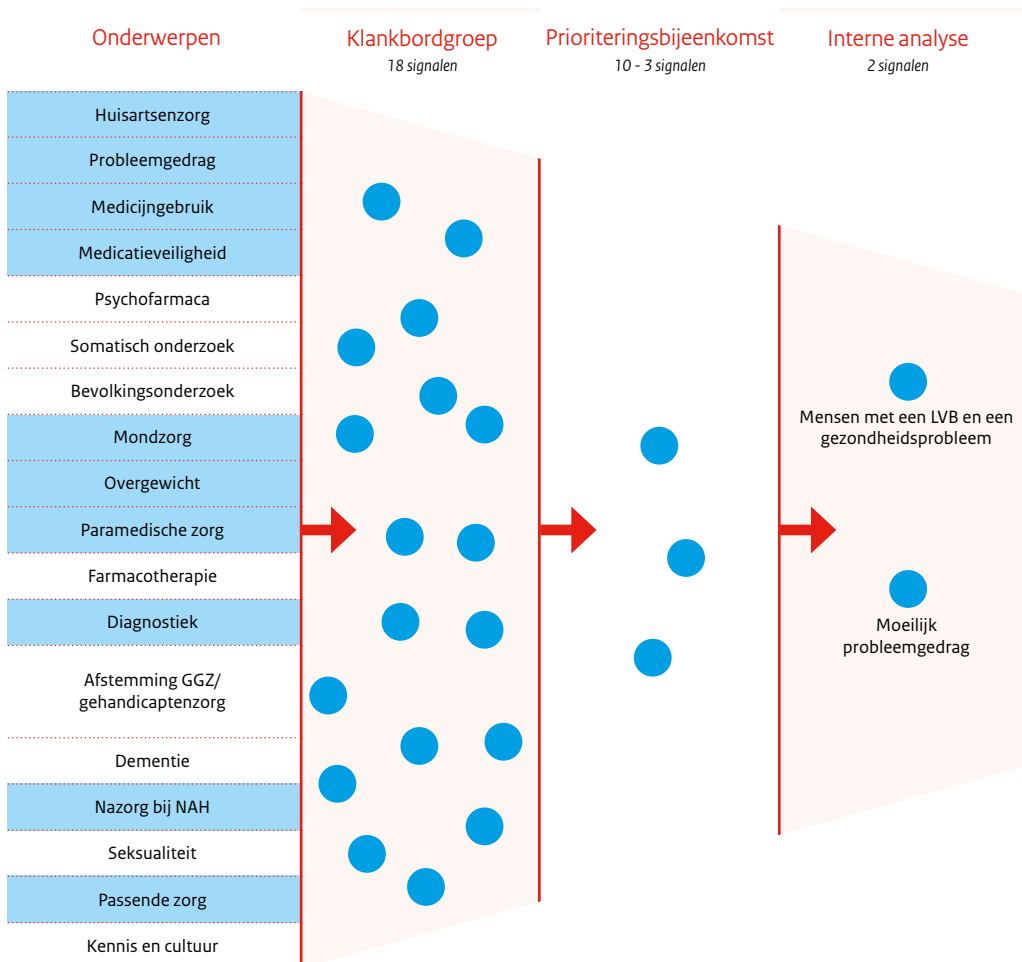 Onderwerpen
Klankbordgroep
18 signalen
Prioriteringsbijeenkomst
10 - 3 signalen
Interne analyse
2 signalen
Huisartsenzorg
Probleemgedrag
Medicijngebruik
Medicatieveiligheid
Psychofarmaca
Somatisch onderzoek
Bevolkingsonderzoek
Mondzorg
Overgewicht
Paramedische zorg
Farmacotherapie
Diagnostiek
Afstemming GGZ/
gehandicaptenzorg
Dementie
Nazorg bij NAH
Seksualiteit
Passende zorg
Kennis en cultuur
Mensen met een LVB en een
gezondheidsprobleem
Moeilijk
probleemgedrag